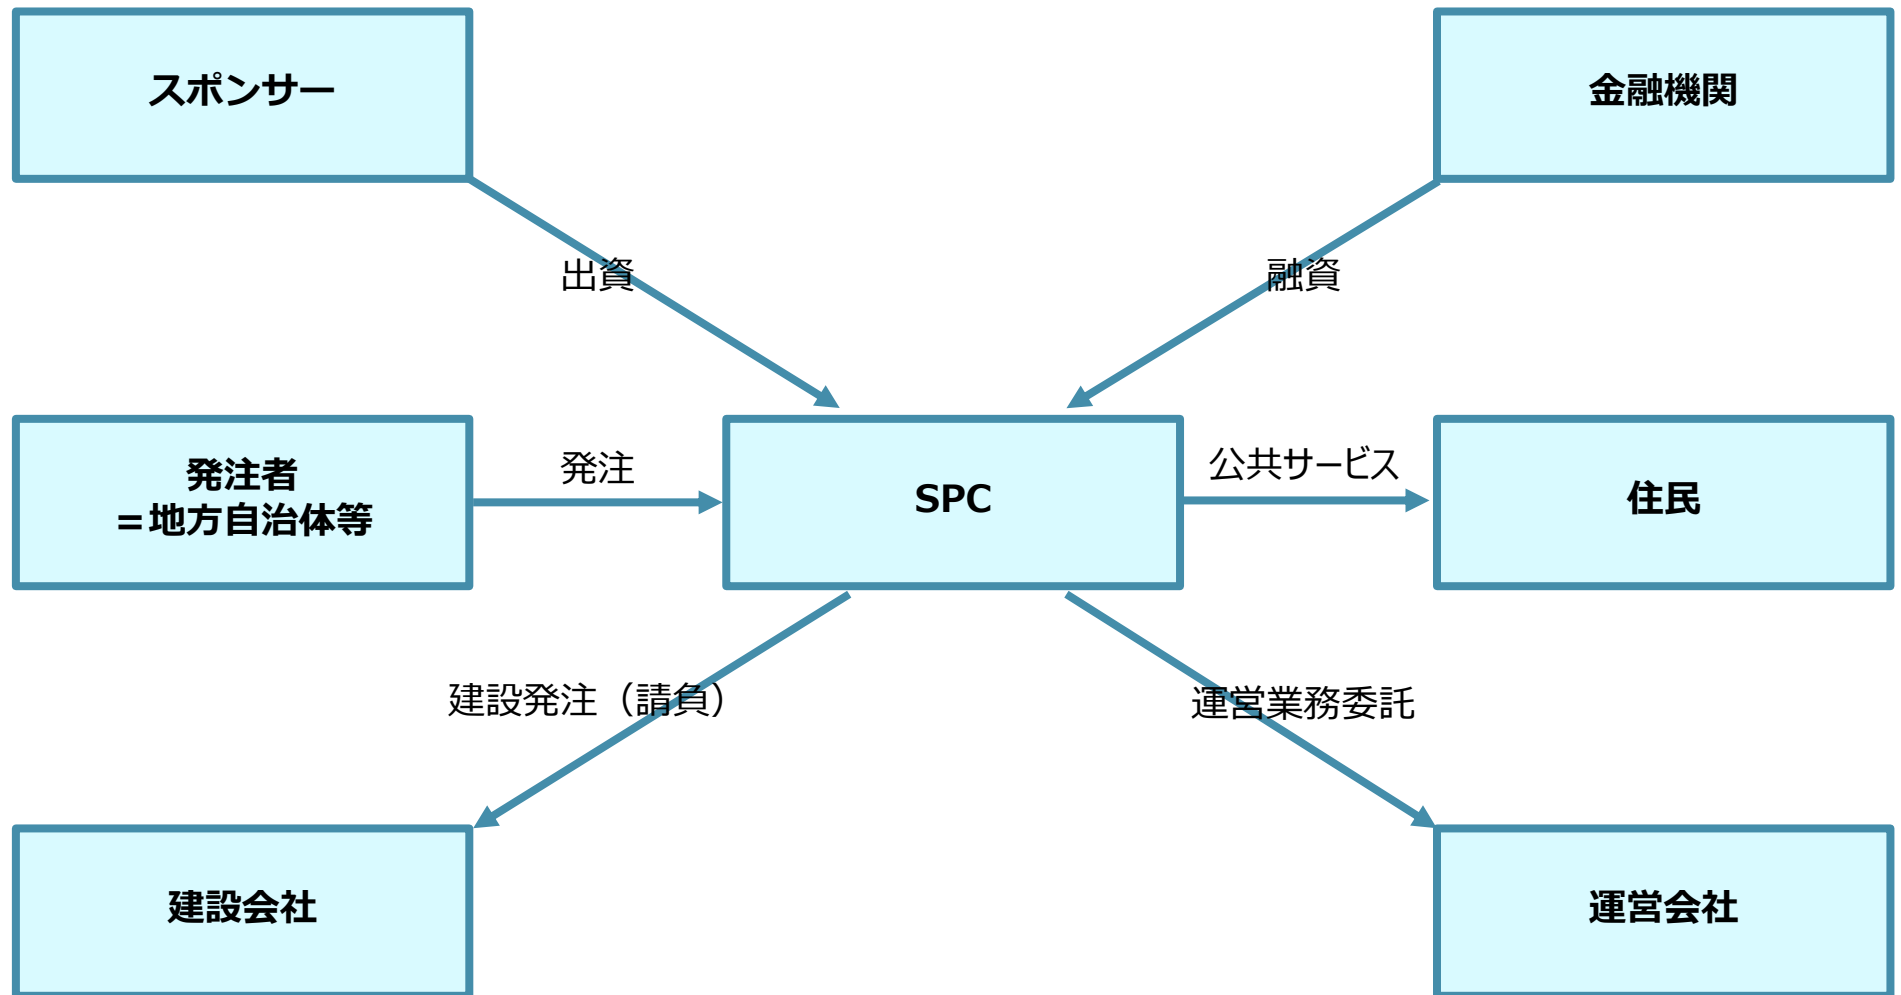 スポンサー
金融機関
出資
融資
発注者
＝地方自治体等
発注
SPC
公共サービス
住民
建設発注（請負）
運営業務委託
建設会社
運営会社